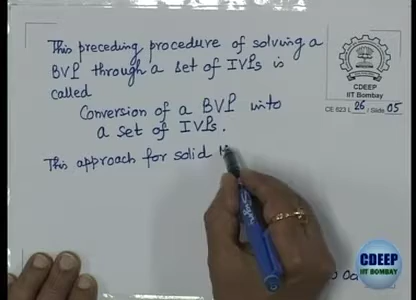 This preceding procedure of solving a
BVP through a set of IVPs is
called
Conversion of a BVP into
a set of IVPs.
This approach for solid
CDEEP
IIT Bombay
CE 623 L 26 / Slide 05
CDEEP
IIT Bombay